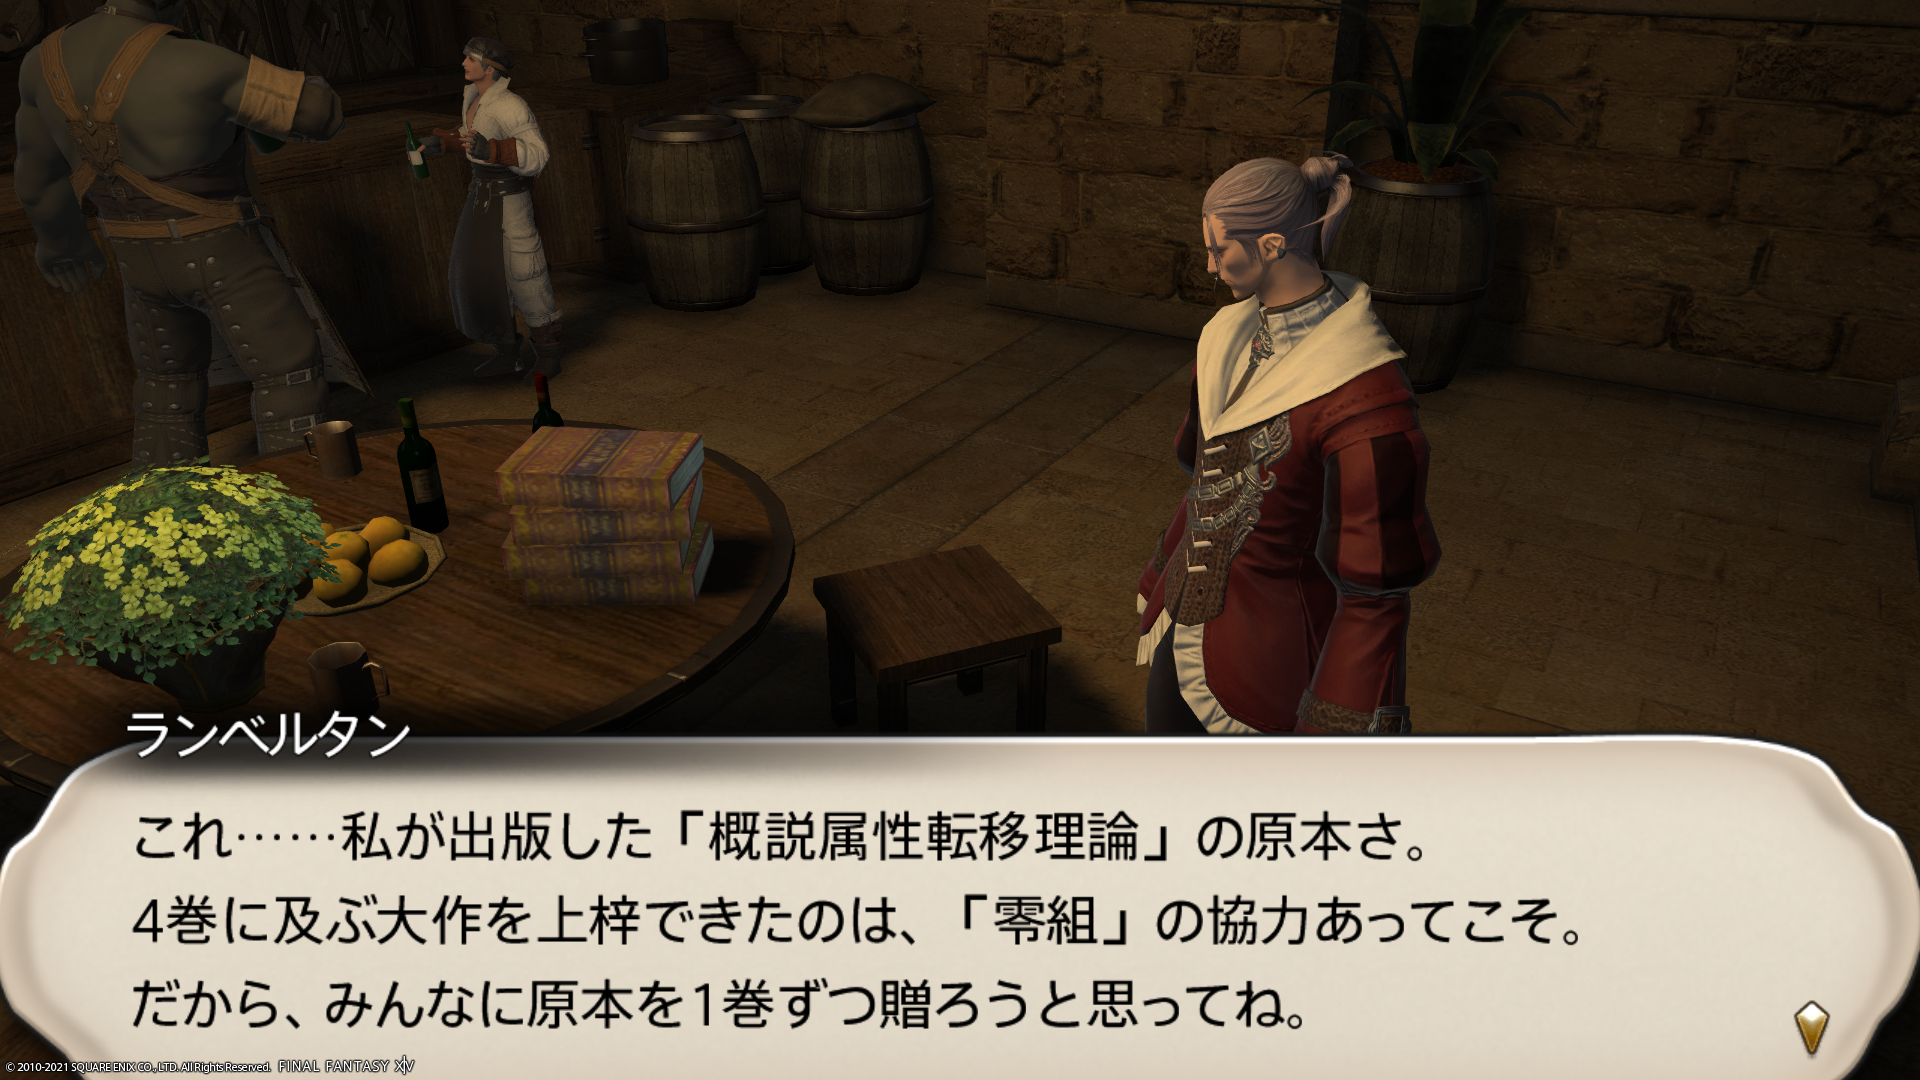 ランベルタン
これ……私が出版した「概説属性転移理論」の原本さ。
4巻に及ぶ大作を上梓できたのは、「零組」の協力あってこそ。
だから、みんなに原本を1巻ずつ贈ろうと思ってね。
© 2010-2021 SQUARE ENIX CO., LTD. All Rights Reserved. FINAL FANTASY XIV